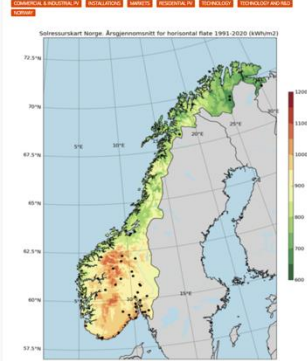 COMMERCIAL & INDUSTRIAL PV INSTALLATIONS MARKETS RESIDENTIAL PV TECHNOLOGY TECHNOLOGY AND R&D
NORWAY
Solressurskart Norge. Årsgjennomsnitt for horisontal flate 1991-2020 (kWh/m2)
72.5°N
70°N
67.5°N
65°N
62.5°N
60°N
57.5°N
5°E
10°E
20°E
25°E
15°E
1200
1100
1000
900
800
700
600